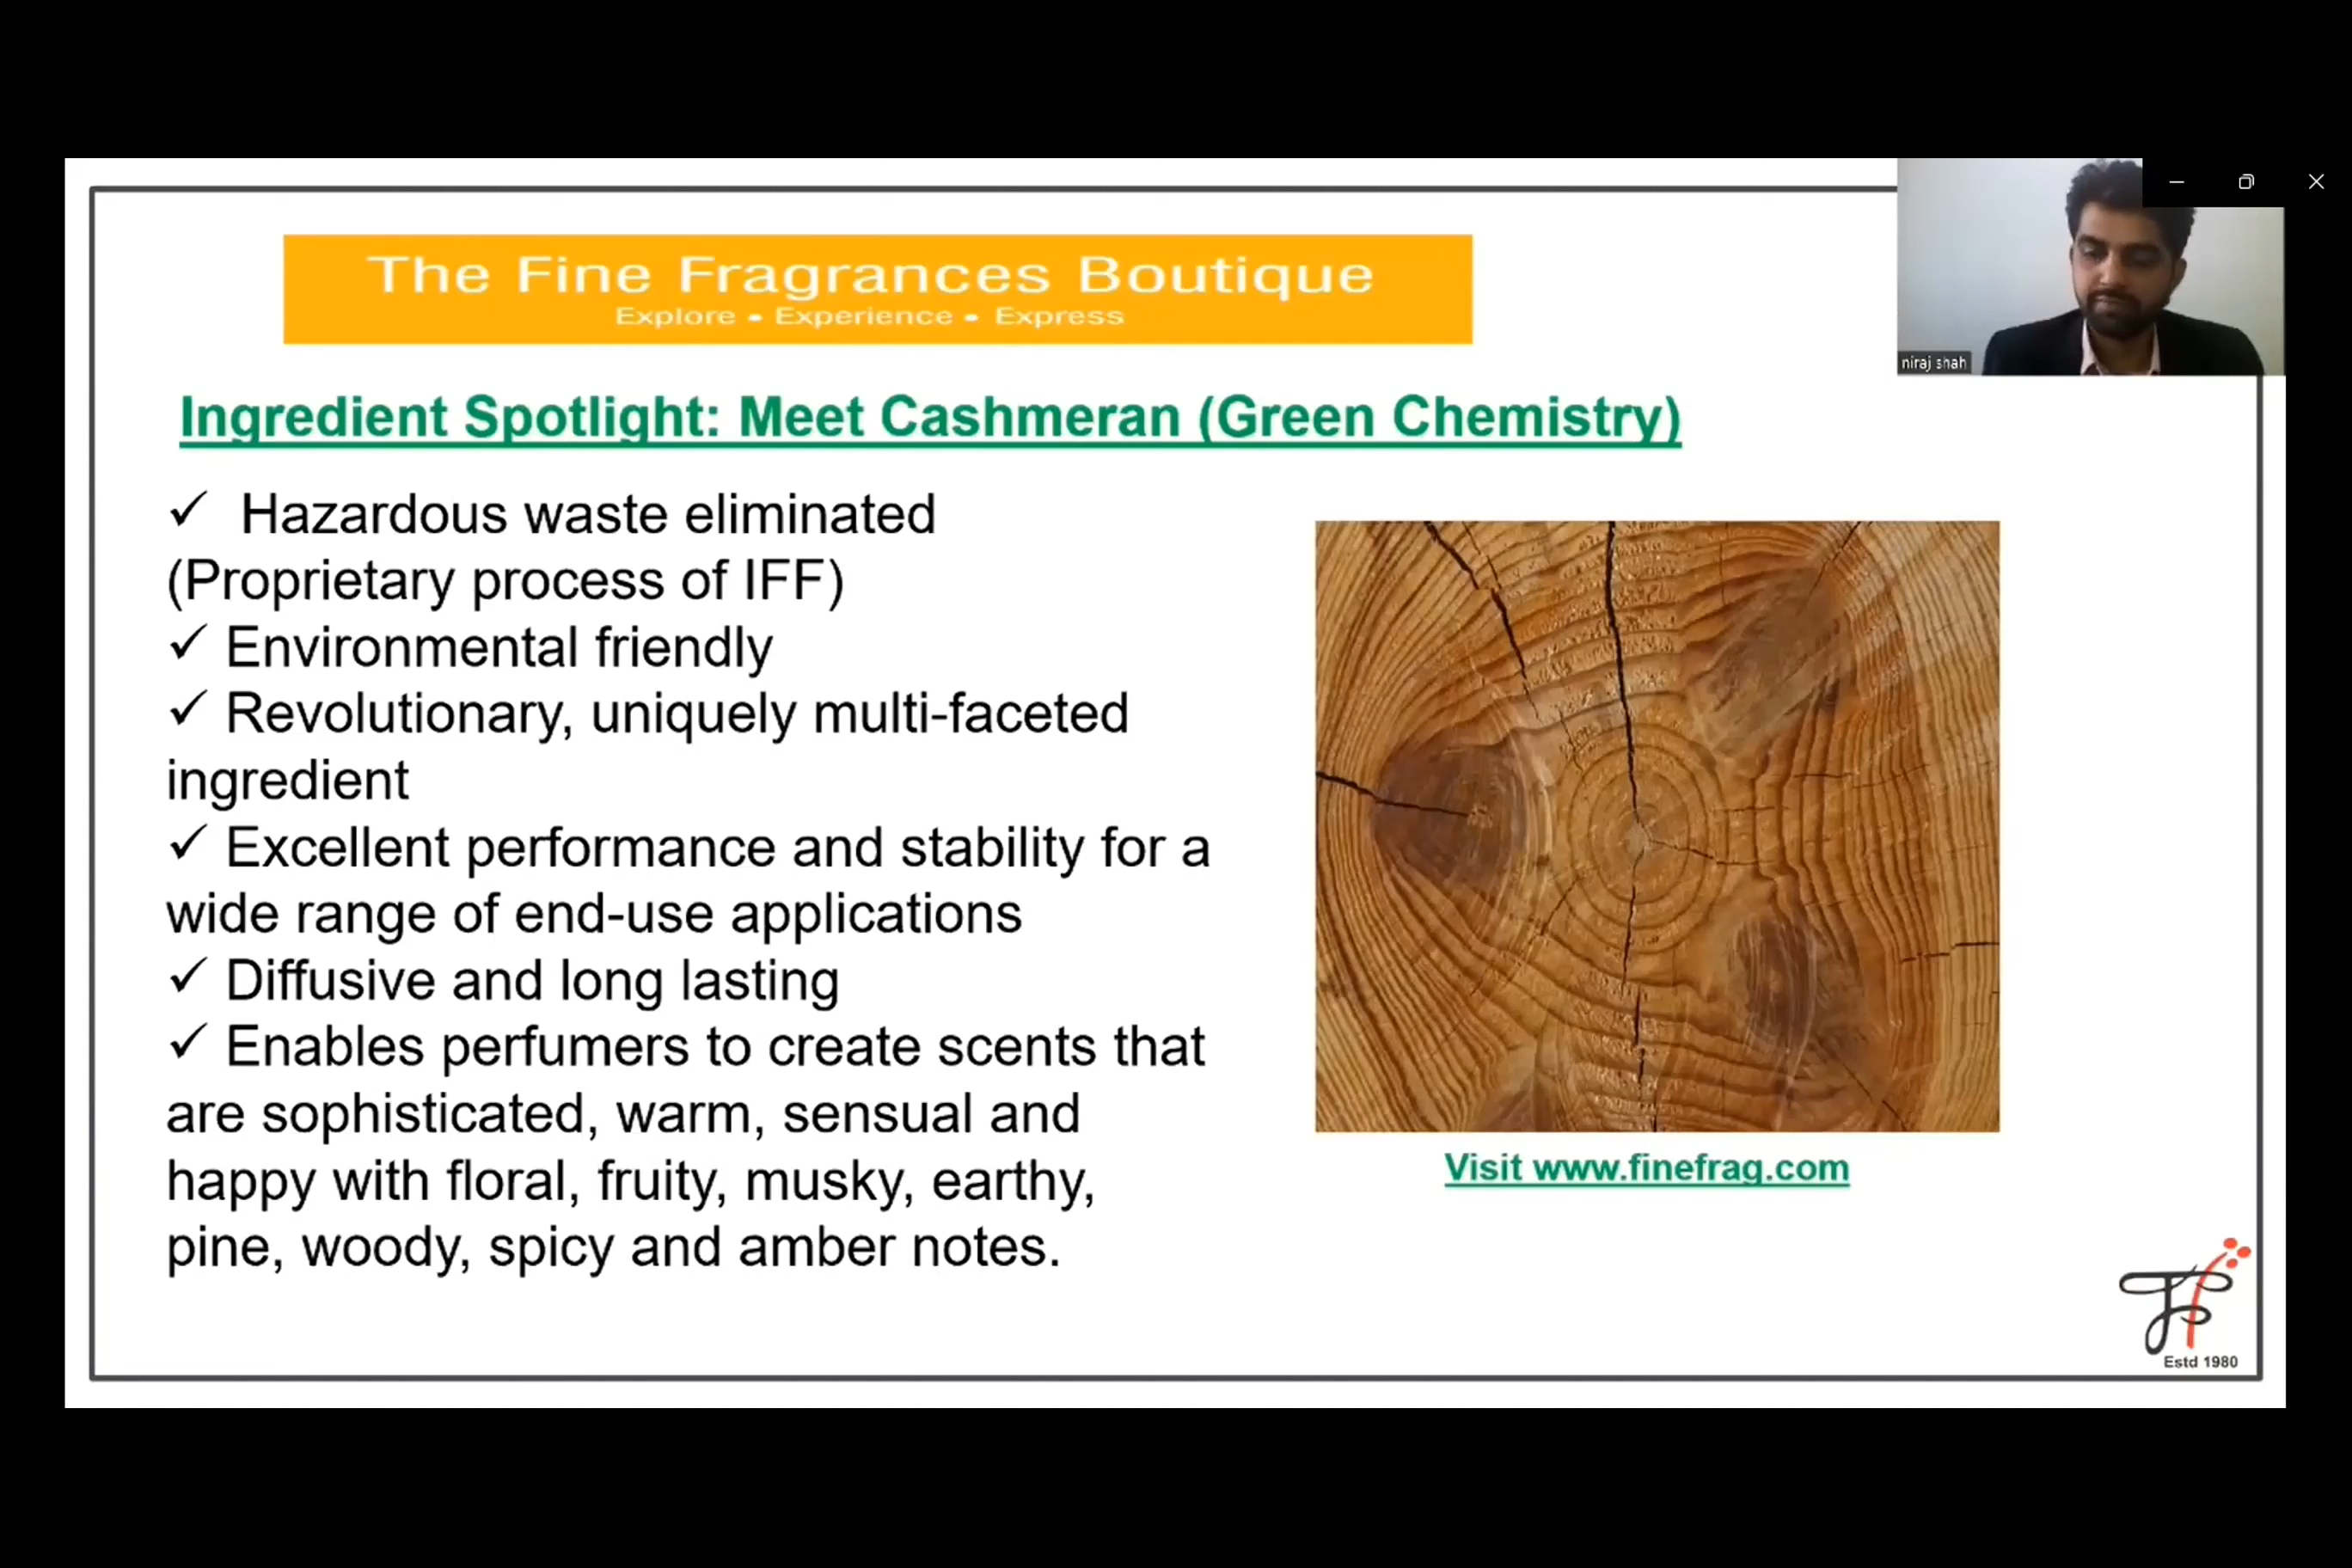 The Fine Fragrances Boutique
Explore • Experience • Express
niraj shah
Ingredient Spotlight: Meet Cashmeran (Green Chemistry)
✓ Hazardous waste eliminated
(Proprietary process of IFF)
✓ Environmental friendly
✓ Revolutionary, uniquely multi-faceted
ingredient
✓ Excellent performance and stability for a
wide range of end-use applications
✓ Diffusive and long lasting
✓ Enables perfumers to create scents that
are sophisticated, warm, sensual and
happy with floral, fruity, musky, earthy,
pine, woody, spicy and amber notes.
Visit www.finefrag.com
Estd 1980